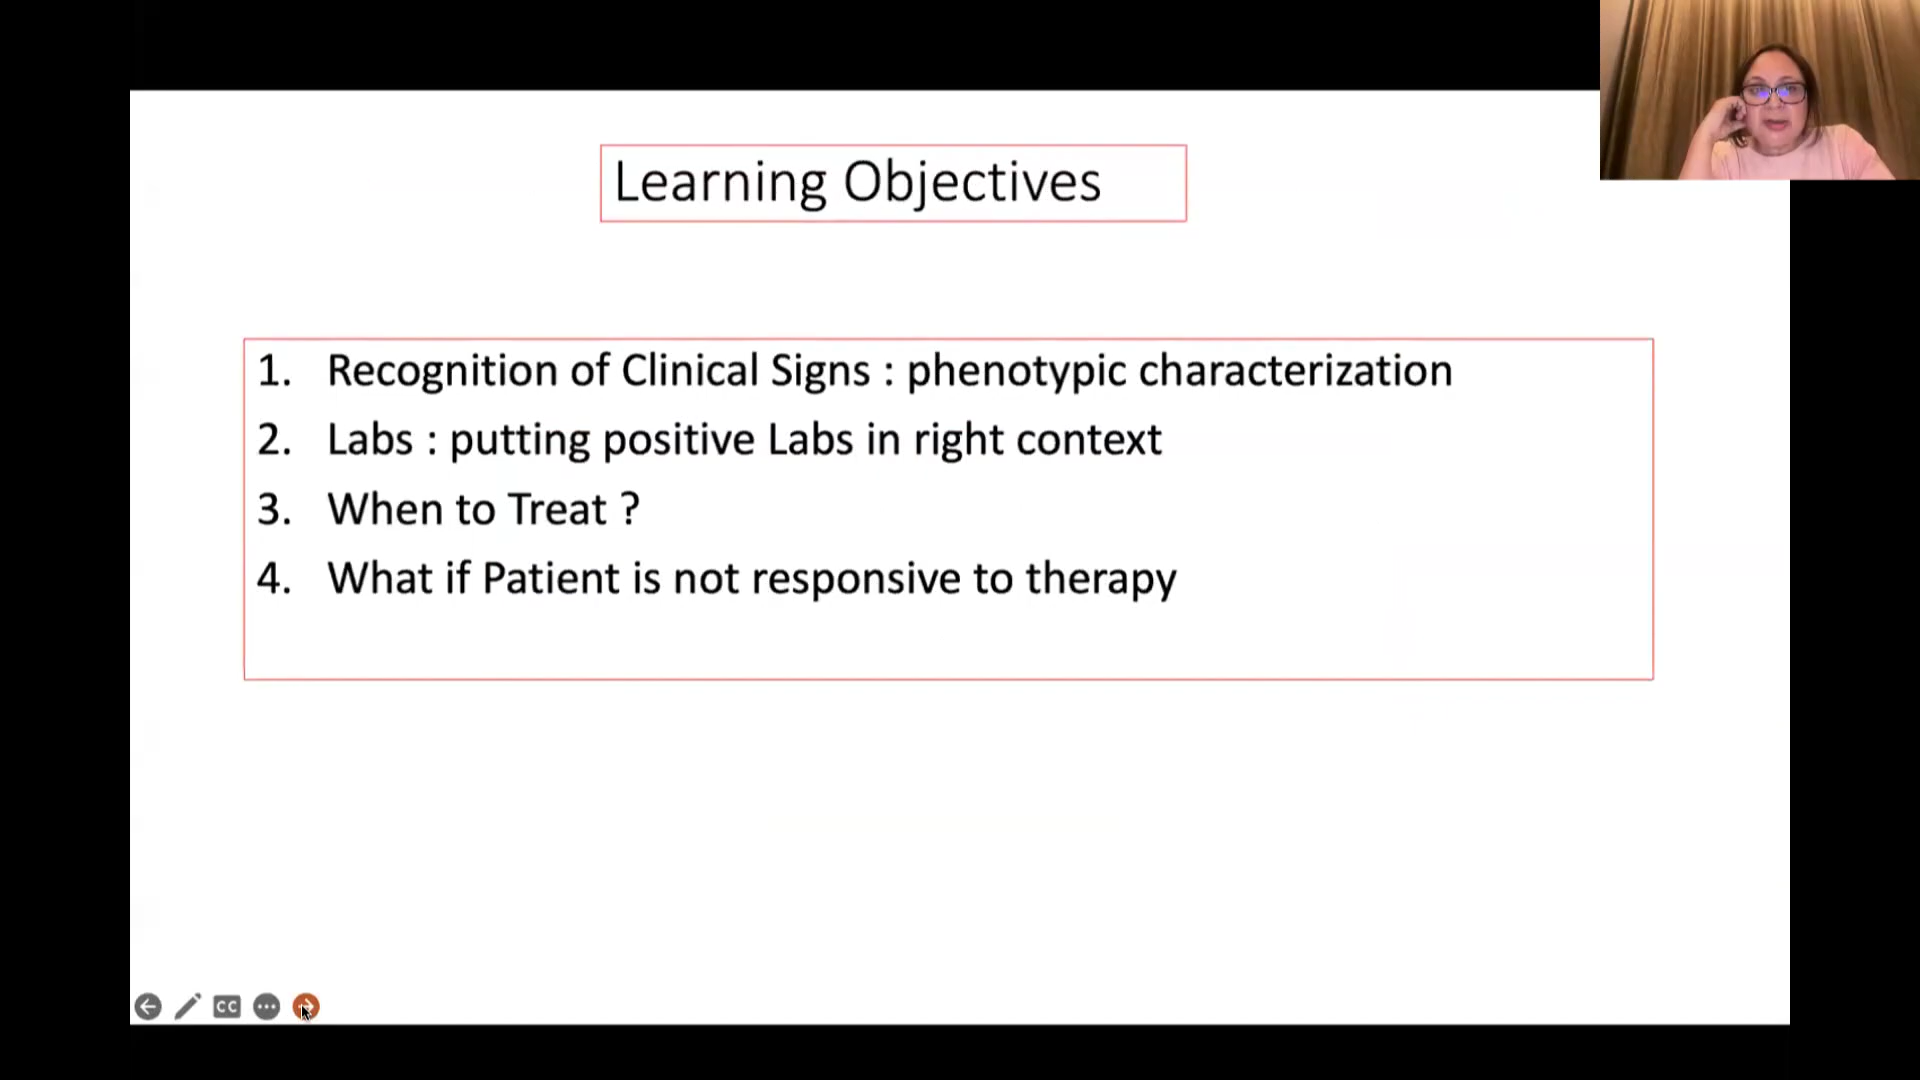 Learning Objectives
1. Recognition of Clinical Signs : phenotypic characterization
2. Labs : putting positive Labs in right context
3. When to Treat ?
4. What if Patient is not responsive to therapy
CC